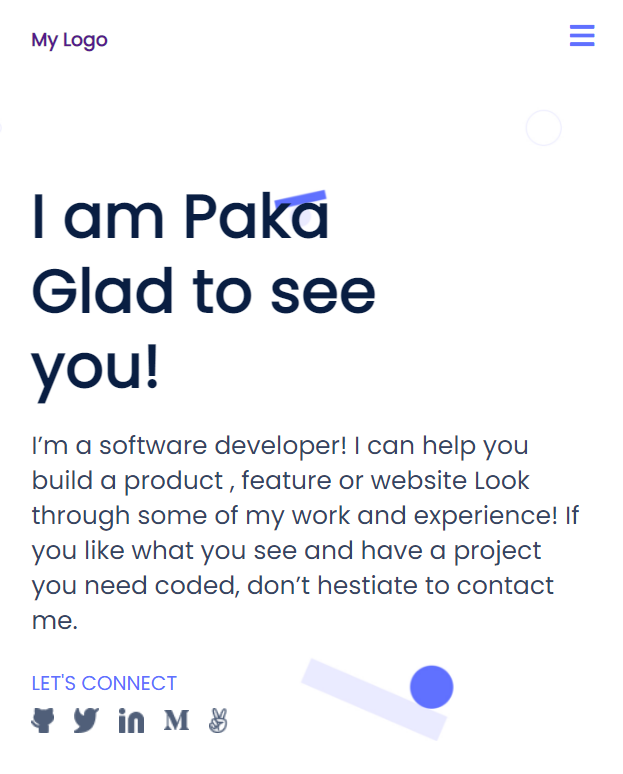 My Logo
I am Paka
Glad to see
you!
I’m a software developer! I can help you
build a product , feature or website Look
through some of my work and experience! If
you like what you see and have a project
you need coded, don’t hestiate to contact
me.
LET'S CONNECT